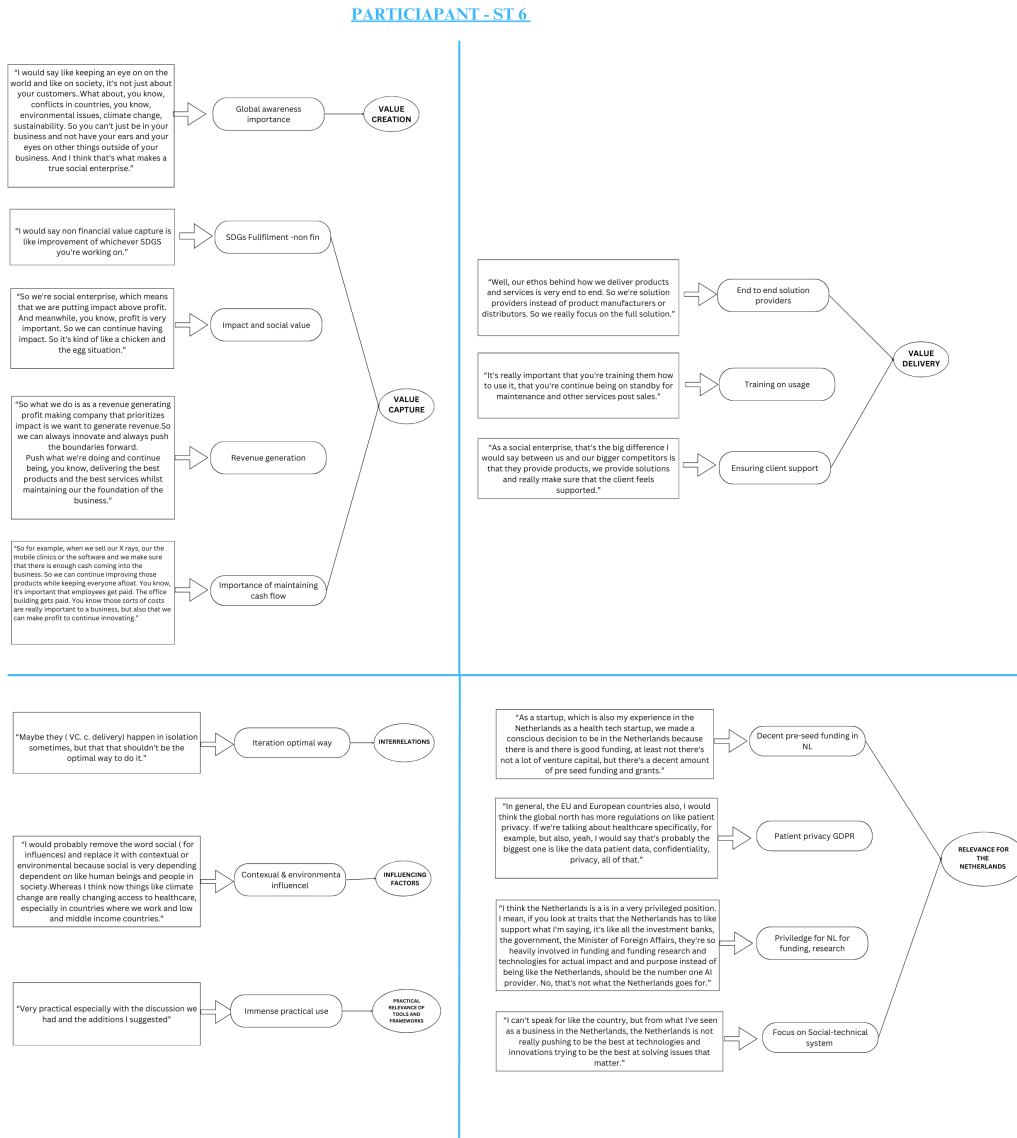 PARTICIAPANT - ST 6
“I would say like keeping an eye on on the
world and like on society, it's not just about
your customers..What about, you know,
conflicts in countries, you know,
environmental issues, climate change,
sustainability. So you can't just be in your
business and not have your ears and your
eyes on other things outside of your
business. And I think that's what makes a
true social enterprise.”
Global awareness
importance
VALUE
CREATION
“I would say non financial value capture is
like improvement of whichever SDGS
you're working on.”
SDGs Fullfilment -non fin
“So we're social enterprise, which means
that we are putting impact above profit.
And meanwhile, you know, profit is very
important. So we can continue having
impact. So it's kind of like a chicken and
the egg situation.”
Impact and social value
“So what we do is as a revenue generating
profit making company that prioritizes
impact is we want to generate revenue.So
we can always innovate and always push
the boundaries forward.
Push what we're doing and continue
being, you know, delivering the best
products and the best services whilst
maintaining our the foundation of the
business.”
Revenue generation
“So for example, when we sell our X rays, our the
mobile clinics or the software and we make sure
that there is enough cash coming into the
business. So we can continue improving those
products while keeping everyone afloat. You know,
it's important that employees get paid. The office
building gets paid. You know those sorts of costs
are really important to a business, but also that we
can make profit to continue innovating.”
Importance of maintaining
cash flow
VALUE
CAPTURE
“Well, our ethos behind how we deliver products
and services is very end to end. So we're solution
providers instead of product manufacturers or
distributors. So we really focus on the full solution.”
End to end solution
providers
“It's really important that you're training them how
to use it, that you're continue being on standby for
maintenance and other services post sales.”
Training on usage
“As a social enterprise, that's the big difference I
would say between us and our bigger competitors is
that they provide products, we provide solutions
and really make sure that the client feels
supported.”
Ensuring client support
VALUE
DELIVERY
“Maybe they ( VC. c. delivery) happen in isolation
sometimes, but that that shouldn't be the
optimal way to do it.”
Iteration optimal way
INTERRELATIONS
“I would probably remove the word social ( for
influences) and replace it with contextual or
environmental because social is very depending
dependent on like human beings and people in
society.Whereas I think now things like climate
change are really changing access to healthcare,
especially in countries where we work and low
and middle income countries.”
Contexual & environmenta
influencel
INFLUENCING
FACTORS
“Very practical especially with the discussion we
had and the additions I suggested”
Immense practical use
PRACTICAL
RELEVANCE OF
TOOLS AND
FRAMEWORKS
“As a startup, which is also my experience in the
Netherlands as a health tech startup, we made a
conscious decision to be in the Netherlands because
there is and there is good funding, at least not there's
not a lot of venture capital, but there's a decent amount
of pre seed funding and grants.”
Decent pre-seed funding in
NL
“In general, the EU and European countries also, I would
think the global north has more regulations on like patient
privacy. If we're talking about healthcare specifically, for
example, but also, yeah, I would say that's probably the
biggest one is like the data patient data, confidentiality,
privacy, all of that.”
Patient privacy GDPR
“I think the Netherlands is a is in a very privileged position.
I mean, if you look at traits that the Netherlands has to like
support what I'm saying, it's like all the investment banks,
the government, the Minister of Foreign Affairs, they're so
heavily involved in funding and funding research and
technologies for actual impact and and purpose instead of
being like the Netherlands, should be the number one AI
provider. No, that's not what the Netherlands goes for.”
Priviledge for NL for
funding, research
“I can't speak for like the country, but from what I've seen
as a business in the Netherlands, the Netherlands is not
really pushing to be the best at technologies and
innovations trying to be the best at solving issues that
matter.”
Focus on Social-technical
system
RELEVANCE FOR
THE
NETHERLANDS